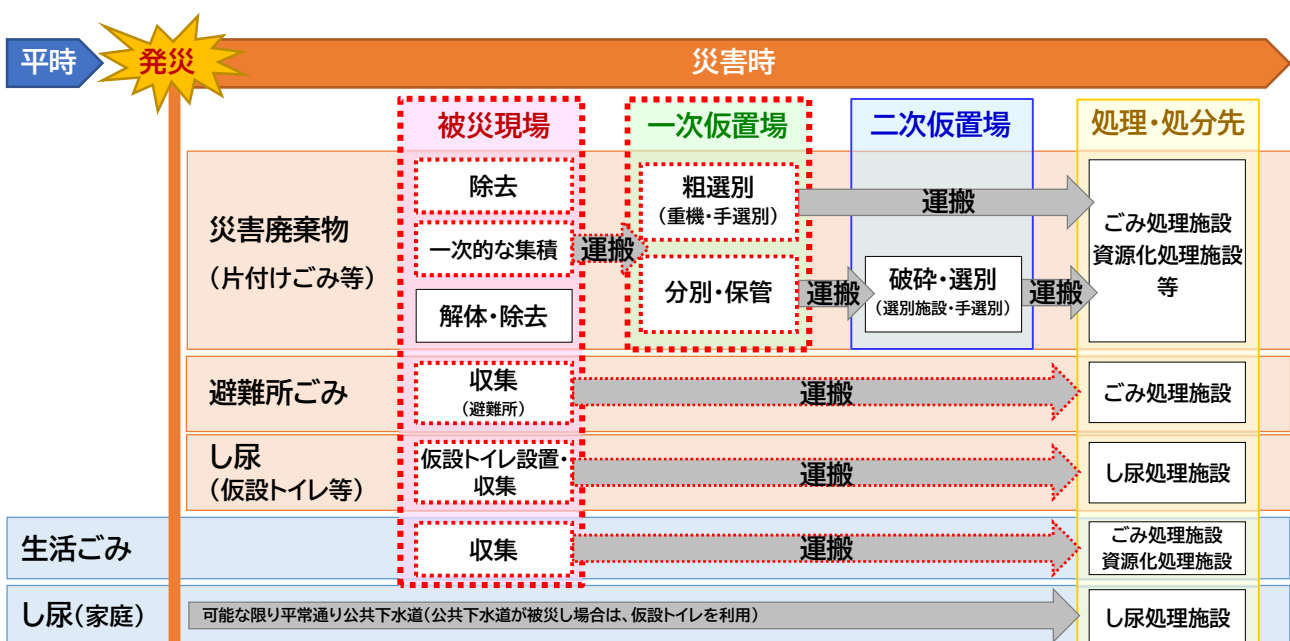 平時
発災
災害時
被災現場
一次仮置場
二次仮置場
処理・処分先
災害廃棄物
（片付けごみ等）
除去
一次的な集積
解体・除去
運搬
粗選別
（重機・手選別）
分別・保管
運搬
運搬
破砕・選別
（選別施設・手選別）
運搬
ごみ処理施設
資源化処理施設
等
避難所ごみ
収集
（避難所）
運搬
ごみ処理施設
し尿
（仮設トイレ等）
仮設トイレ設置・
収集
運搬
し尿処理施設
生活ごみ
収集
運搬
ごみ処理施設
資源化処理施設
し尿（家庭）
可能な限り平常通り公共下水道（公共下水道が被災し場合は、仮設トイレを利用）
し尿処理施設